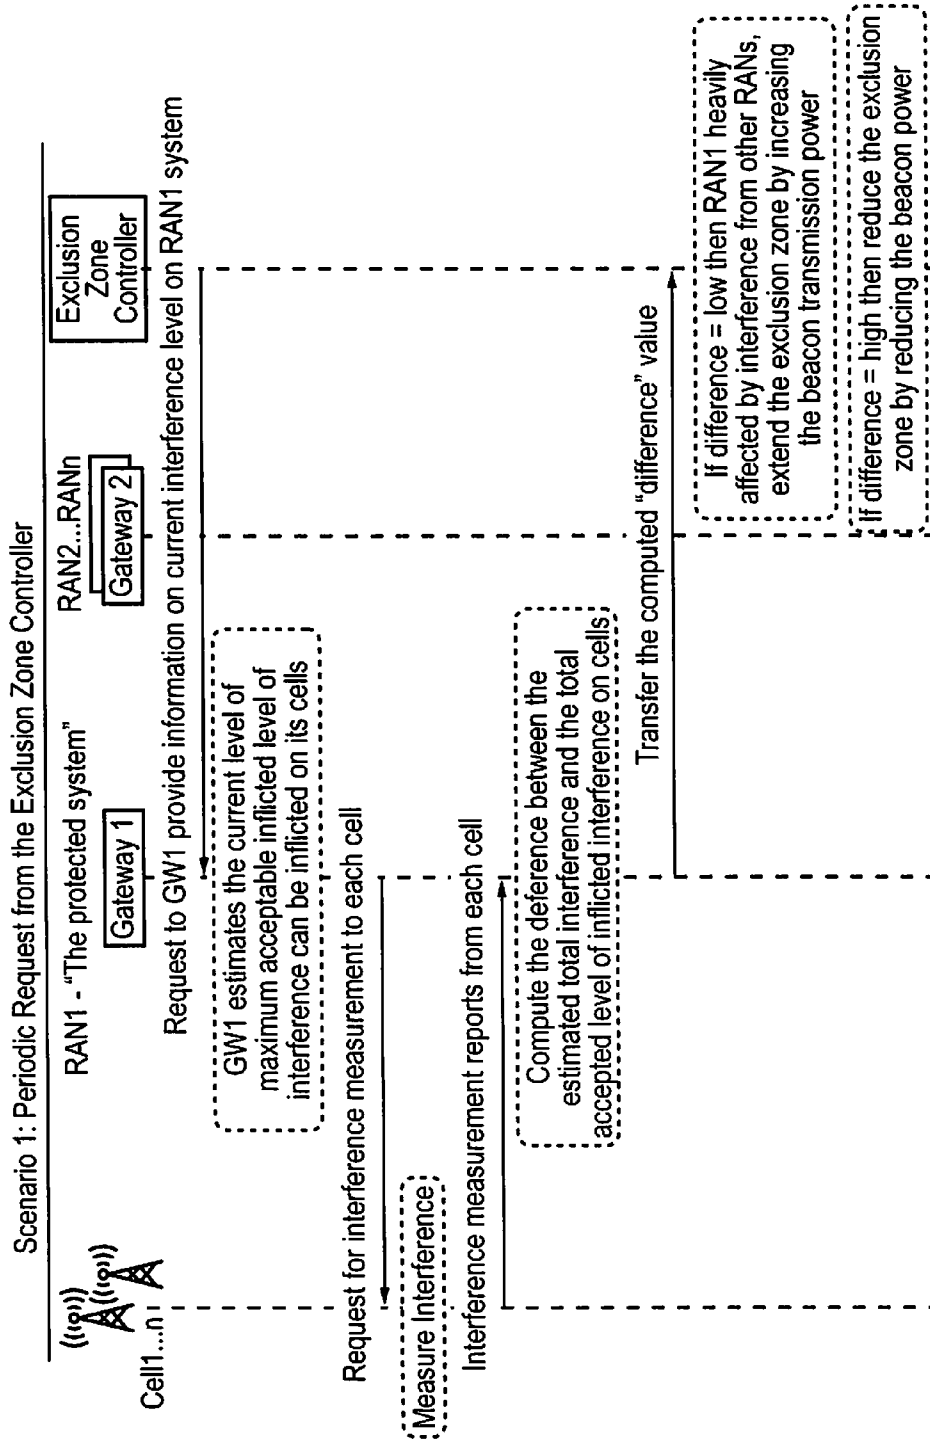 Scenario 1: Periodic Request from the Exclusion Zone Controller
Cell1...n
RAN1 - "The protected system"
Gateway 1
RAN2...RANn
Gateway 2
Exclusion
Zone
Controller
Request to GW1 provide information on current interference level on RAN1 system
GW1 estimates the current level of
maximum acceptable inflicted level of
interference can be inflicted on its cells
Request for interference measurement to each cell
Measure Interference
Interference measurement reports from each cell
Compute the deference between the
estimated total interference and the total
accepted level of inflicted interference on cells
Transfer the computed "difference" value
If difference = low then RAN1 heavily
affected by interference from other RANs,
extend the exclusion zone by increasing
the beacon transmission power
If difference = high then reduce the exclusion
zone by reducing the beacon power